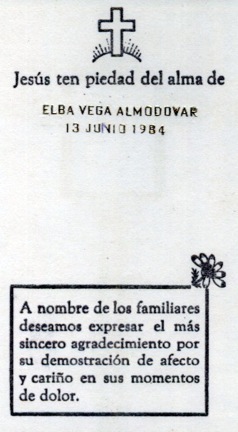 Jesús ten piedad del alma de
ELBA VEGA ALMODOVAR
13 JUNIO 1984
A nombre de los familiares
deseamos expresar el más
sincero agradecimiento por
su demostración de afecto
y cariño en sus momentos
de dolor.